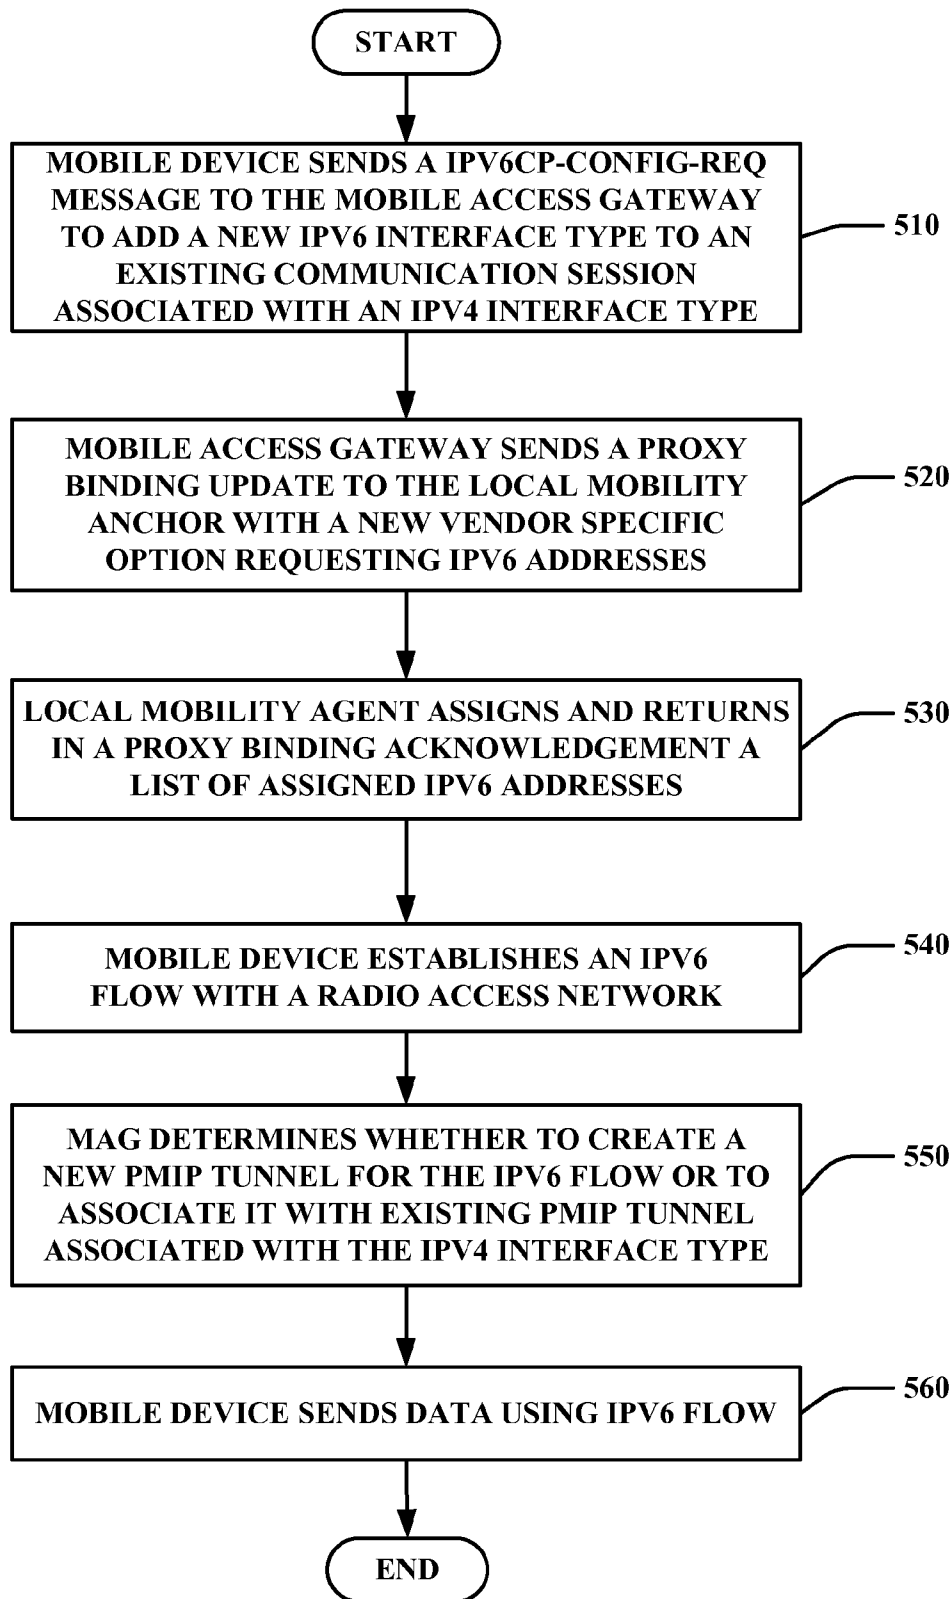 START
MOBILE DEVICE SENDS A IPV6CP-CONFIG-REQ
MESSAGE TO THE MOBILE ACCESS GATEWAY
TO ADD A NEW IPV6 INTERFACE TYPE TO AN
EXISTING COMMUNICATION SESSION
ASSOCIATED WITH AN IPV4 INTERFACE TYPE
510
MOBILE ACCESS GATEWAY SENDS A PROXY
BINDING UPDATE TO THE LOCAL MOBILITY
ANCHOR WITH A NEW VENDOR SPECIFIC
OPTION REQUESTING IPV6 ADDRESSES
520
LOCAL MOBILITY AGENT ASSIGNS AND RETURNS
IN A PROXY BINDING ACKNOWLEDGEMENT A
LIST OF ASSIGNED IPV6 ADDRESSES
530
MOBILE DEVICE ESTABLISHES AN IPV6
FLOW WITH A RADIO ACCESS NETWORK
540
MAG DETERMINES WHETHER TO CREATE A
NEW PMIP TUNNEL FOR THE IPV6 FLOW OR TO
ASSOCIATE IT WITH EXISTING PMIP TUNNEL
ASSOCIATED WITH THE IPV4 INTERFACE TYPE
550
MOBILE DEVICE SENDS DATA USING IPV6 FLOW
560
END